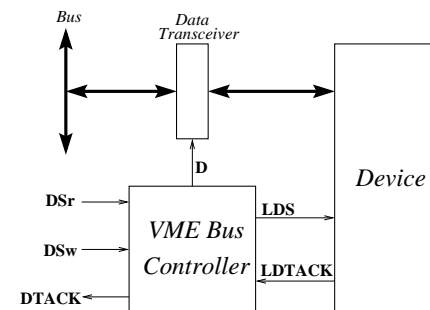 Bus
Data
Transceiver
D
DSr
LDS
Device
VME Bus
DSw
Controller
LDTACK
DTACK